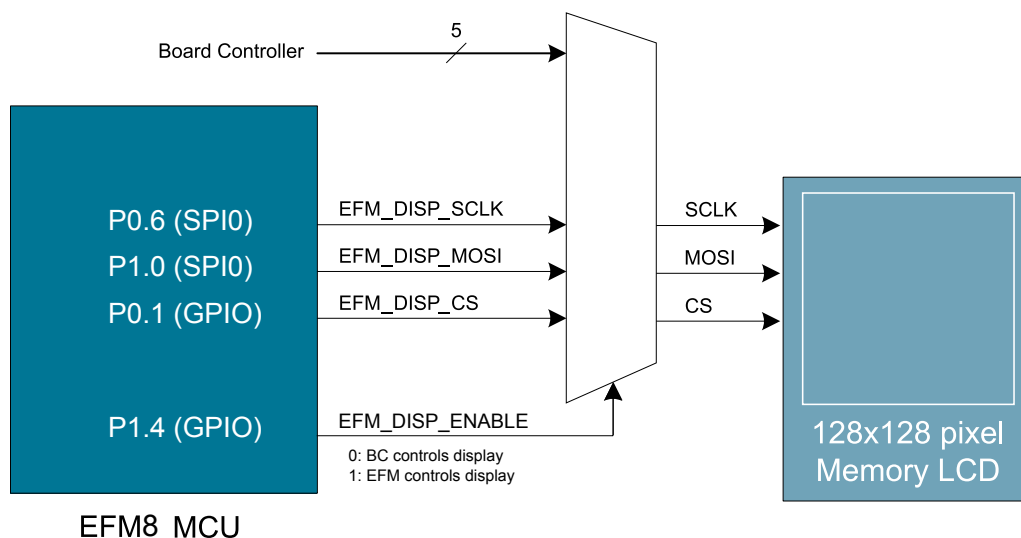 5
Board Controller
P0.6 (SPI0)
EFM_DISP_SCLK
SCLK
P1.0 (SPI0)
EFM_DISP_MOSI
MOSI
P0.1 (GPIO)
EFM_DISP_CS
CS
P1.4 (GPIO)
EFM_DISP_ENABLE
0: BC controls display
1: EFM controls display
128x128 pixel
Memory LCD
EFM8 MCU